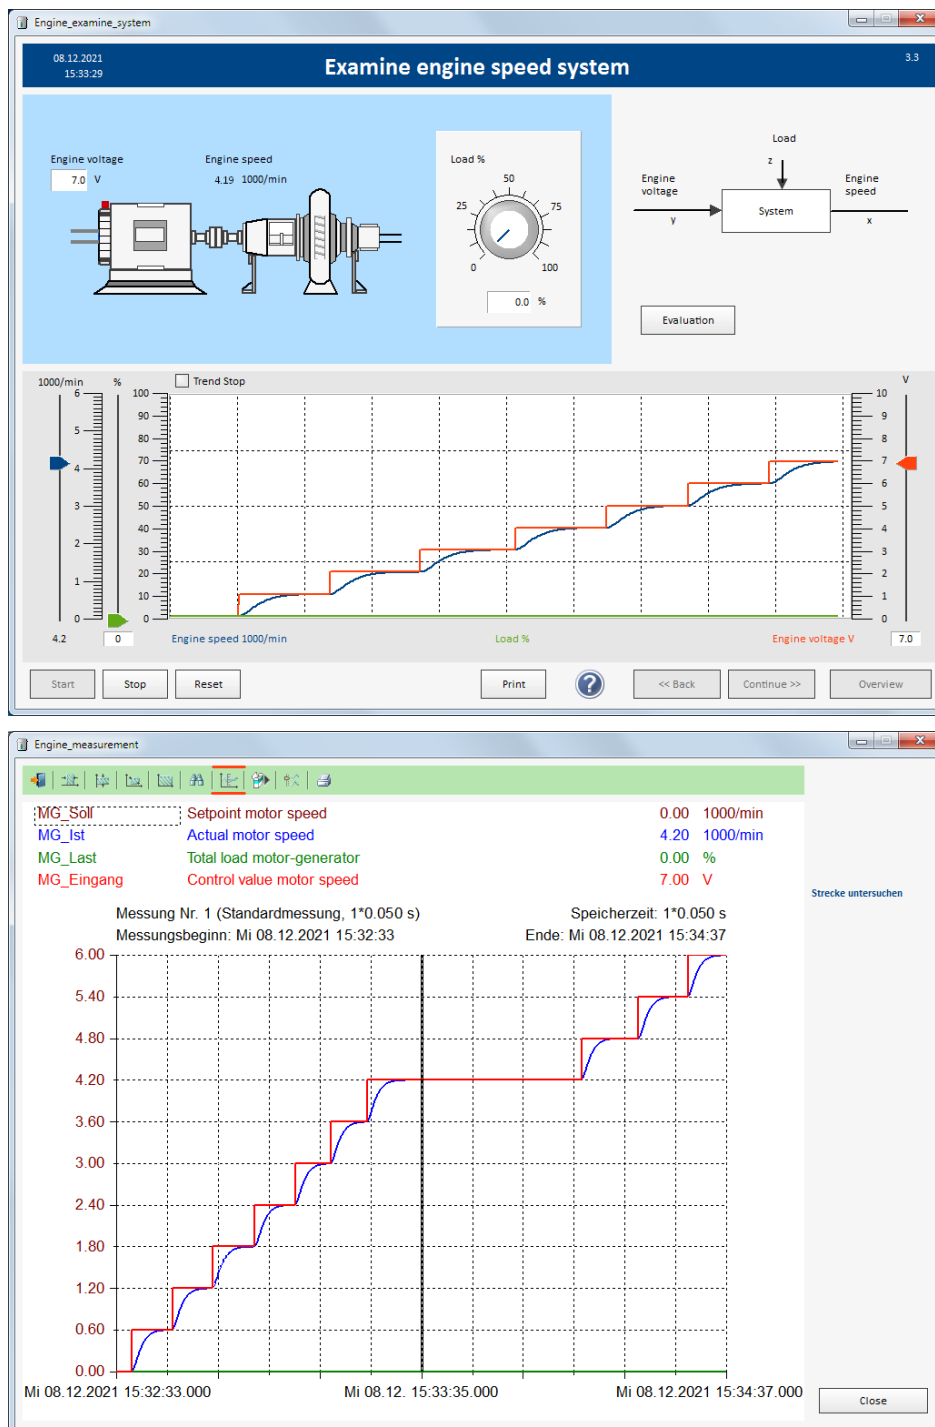 Engine_examine_system
08.12.2021
15:33:29
Examine engine speed system
3.3
Engine voltage
7.0 V
Engine speed
4.19 1000/min
Load %
0
25
50
75
100
0.0 %
Load
z
Engine
voltage
y
System
Engine
speed
x
Evaluation
1000/min
%
Trend Stop
V
6
5
4
3
2
1
0
100
90
80
70
60
50
40
30
20
10
0
10
9
8
7
6
5
4
3
2
1
0
4.2
0
Engine speed 1000/min
Load %
Engine voltage V
7.0
Start
Stop
Reset
Print
?
<< Back
Continue >>
Overview
Engine_measurement
MG_Soll Setpoint motor speed 0.00 1000/min
MG_Ist Actual motor speed 4.20 1000/min
MG_Last Total load motor-generator 0.00 %
MG_Eingang Control value motor speed 7.00 V
Strecke untersuchen
Messung Nr. 1 (Standardmessung, 1*0.050 s) Speicherzeit: 1*0.050 s
Messungsbeginn: Mi 08.12.2021 15:32:33 Ende: Mi 08.12.2021 15:34:37
6.00
5.40
4.80
4.20
3.60
3.00
2.40
1.80
1.20
0.60
0.00
Mi 08.12.2021 15:32:33.000 Mi 08.12. 15:33:35.000 Mi 08.12.2021 15:34:37.000
Close